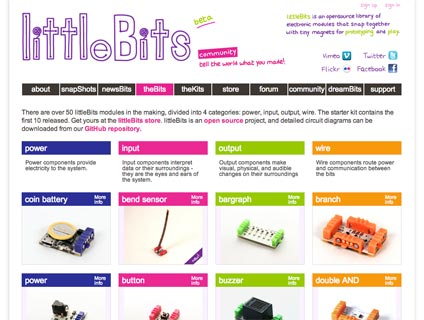 sign up sign in
littleBits
beta
littleBits is an opensource library of
electronic modules that snap together
with tiny magnets for prototyping and play.
community
tell the world what you made!
Vimeo Twitter
Flickr Facebook
about snapShots newsBits theBits theKits store forum community dreamBits support
There are over 50 littleBits modules in the making, divided into 4 categories: power, input, output, wire. The starter kit contains the
first 10 released. Get yours at the littleBits store. littleBits is an open source project, and detailed circuit diagrams can be
downloaded from our GitHub repository.
power input output wire
Power components provide
electricity to the system.
Input components interpret
data or their surroundings -
they are the eyes and ears of
the system.
Output components
make visual, physical, and
audible changes on their surroundings
Wire components route power
and communication between
the bits
coin battery More info
bend sensor More info
bargraph More info
branch More info
power More info
button More info
buzzer More info
double AND More info